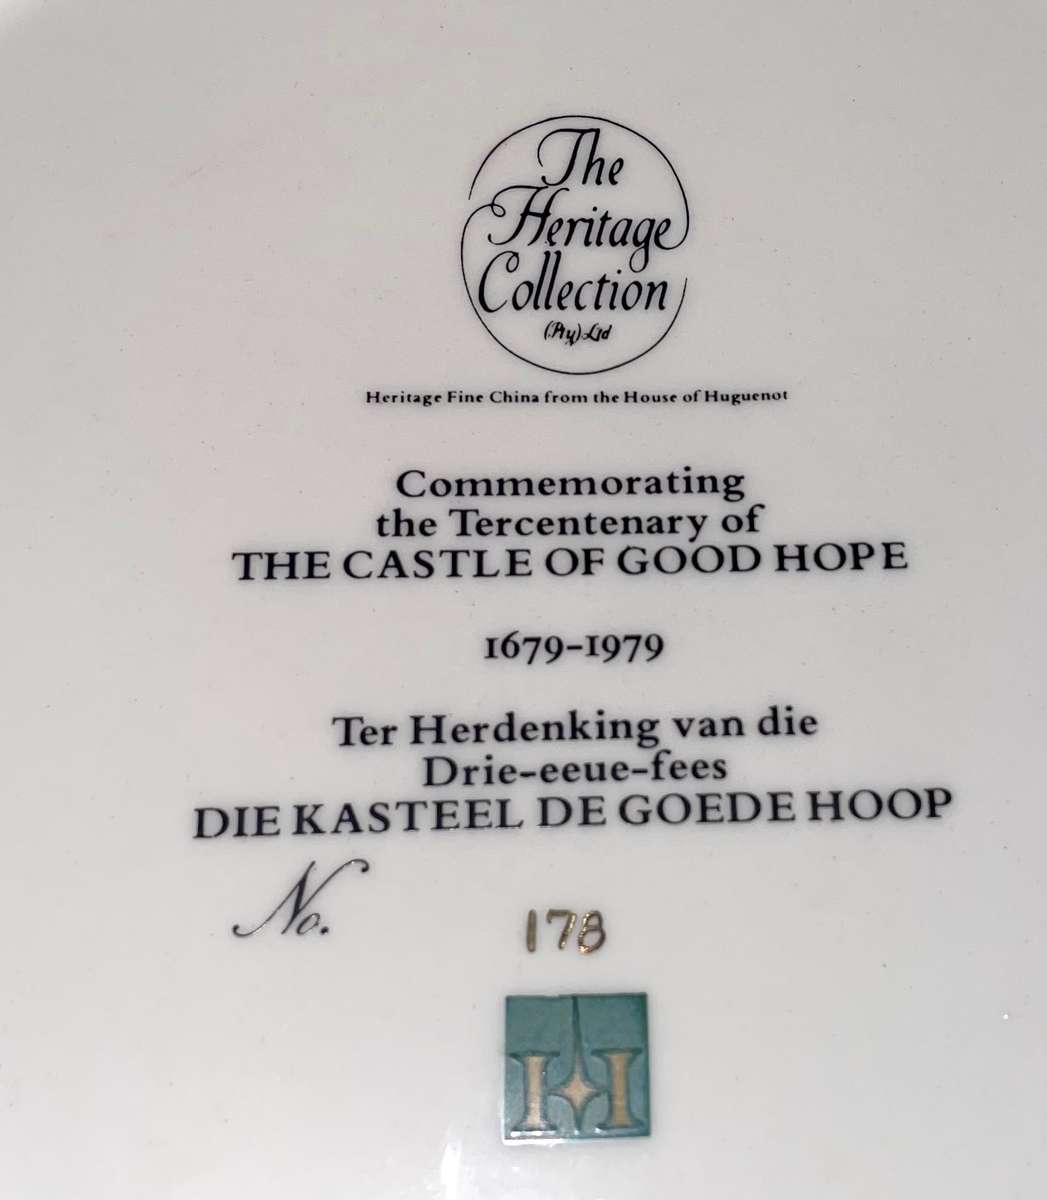 The
Heritage
Collection
(Pty) Ltd
Heritage Fine China from the House of Huguenot
Commemorating
the Tercentenary of
THE CASTLE OF GOOD HOPE
1679-1979
Ter Herdenking van die
Drie-eeue-fees
DIE KASTEEL DE GOEDE HOOP
No. 178
H